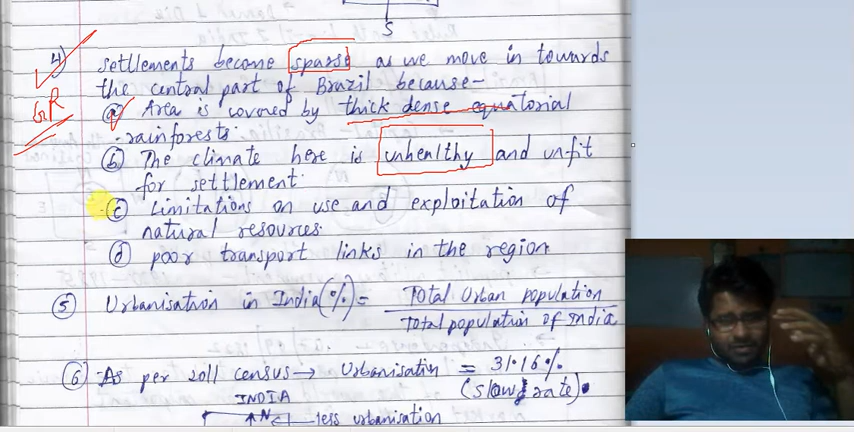 S
4) settlements become sparse as we move in towards
GR
the central part of Brazil because-
(a) Area is covered by thick dense equatorial
rainforests.
(b) The climate here is unhealthy and unfit
for settlement.
(c) Limitations on use and exploitation of
natural resources.
(d) poor transport links in the region
(5) Urbanisation in India(%) = Total Urban population
Total population of India
(6) As per 2011 census → Urbanisation = 31.16%
(slow rate).
INDIA
N ← less urbanisation